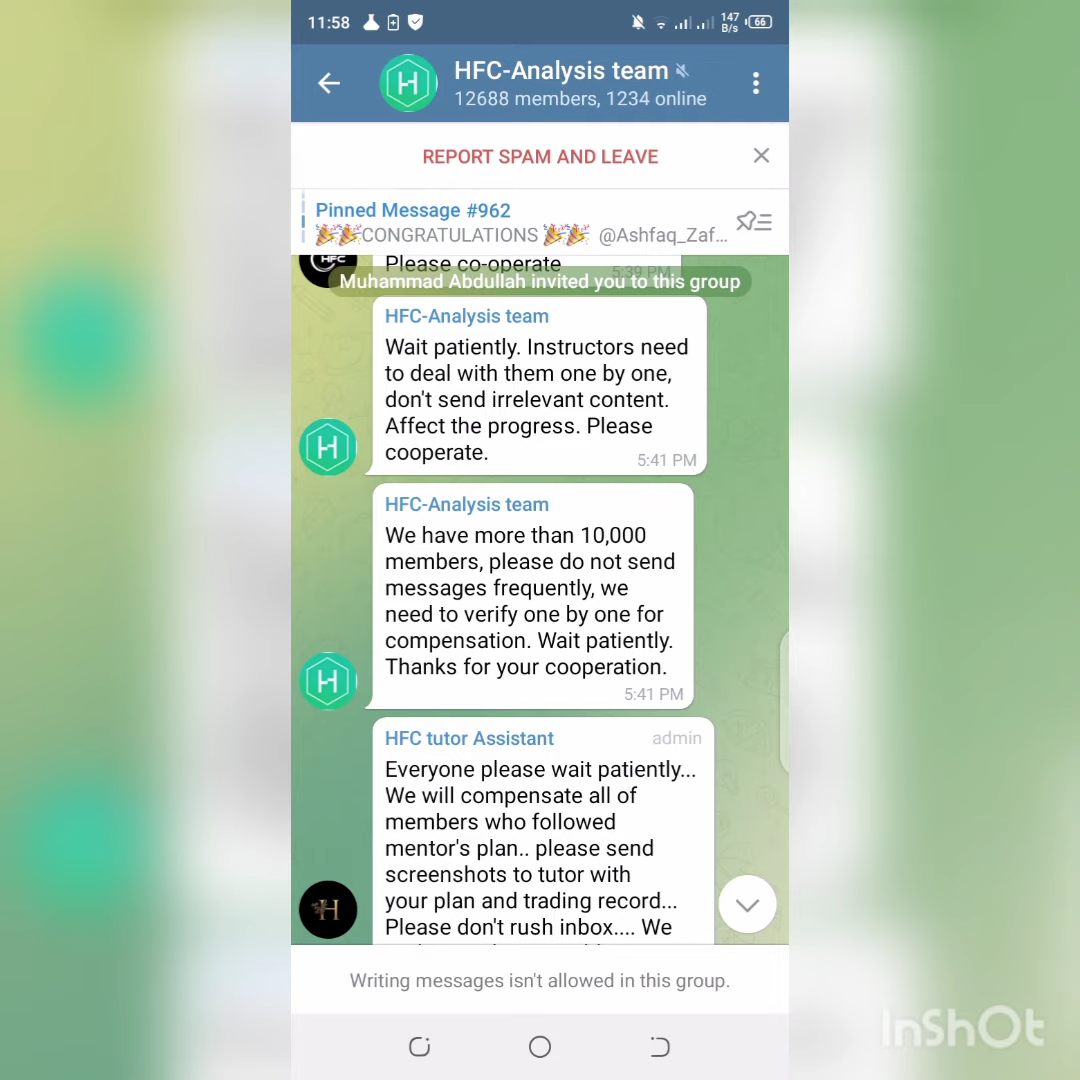 11:58
147
B/s
66
HFC-Analysis team
12688 members, 1234 online
REPORT SPAM AND LEAVE
Pinned Message #962
🎉🎉CONGRATULATIONS 🎉🎉 @Ashfaq_Zaf...
HFC
Please co-operate
5:39 PM
Muhammad Abdullah invited you to this group
HFC-Analysis team
Wait patiently. Instructors need
to deal with them one by one,
don't send irrelevant content.
Affect the progress. Please
cooperate.
5:41 PM
HFC-Analysis team
We have more than 10,000
members, please do not send
messages frequently, we
need to verify one by one for
compensation. Wait patiently.
Thanks for your cooperation.
5:41 PM
HFC tutor Assistant
admin
Everyone please wait patiently...
We will compensate all of
members who followed
mentor's plan.. please send
screenshots to tutor with
your plan and trading record...
Please don't rush inbox.... We
Writing messages isn't allowed in this group.
InShOt